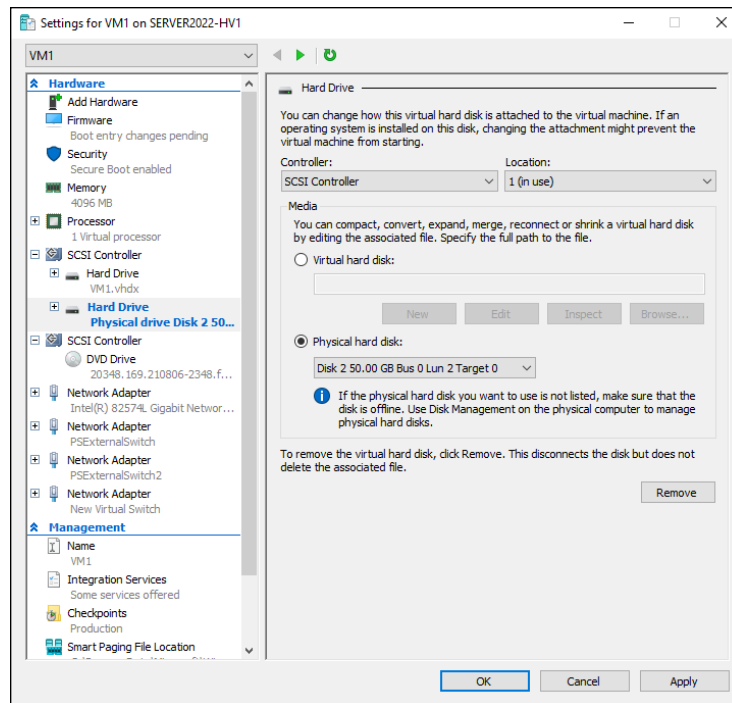 Settings for VM1 on SERVER2022-HV1
VM1
Hardware
Add Hardware
Firmware
Boot entry changes pending
Security
Secure Boot enabled
Memory
4096 MB
Processor
1 Virtual processor
SCSI Controller
Hard Drive
VM1.vhdx
Hard Drive
Physical drive Disk 2 50...
SCSI Controller
DVD Drive
20348.169.210806-2348.f...
Network Adapter
Intel(R) 82574L Gigabit Networ...
Network Adapter
PSExternalSwitch
Network Adapter
PSExternalSwitch2
Network Adapter
New Virtual Switch
Management
Name
VM1
Integration Services
Some services offered
Checkpoints
Production
Smart Paging File Location
Hard Drive
You can change how this virtual hard disk is attached to the virtual machine. If an
operating system is installed on this disk, changing the attachment might prevent the
virtual machine from starting.
Controller:
Location:
SCSI Controller
1 (in use)
Media
You can compact, convert, expand, merge, reconnect or shrink a virtual hard disk
by editing the associated file. Specify the full path to the file.
Virtual hard disk:
New
Edit
Inspect
Browse...
Physical hard disk:
Disk 2 50.00 GB Bus 0 Lun 2 Target 0
If the physical hard disk you want to use is not listed, make sure that the
disk is offline. Use Disk Management on the physical computer to manage
physical hard disks.
To remove the virtual hard disk, click Remove. This disconnects the disk but does not
delete the associated file.
Remove
OK
Cancel
Apply